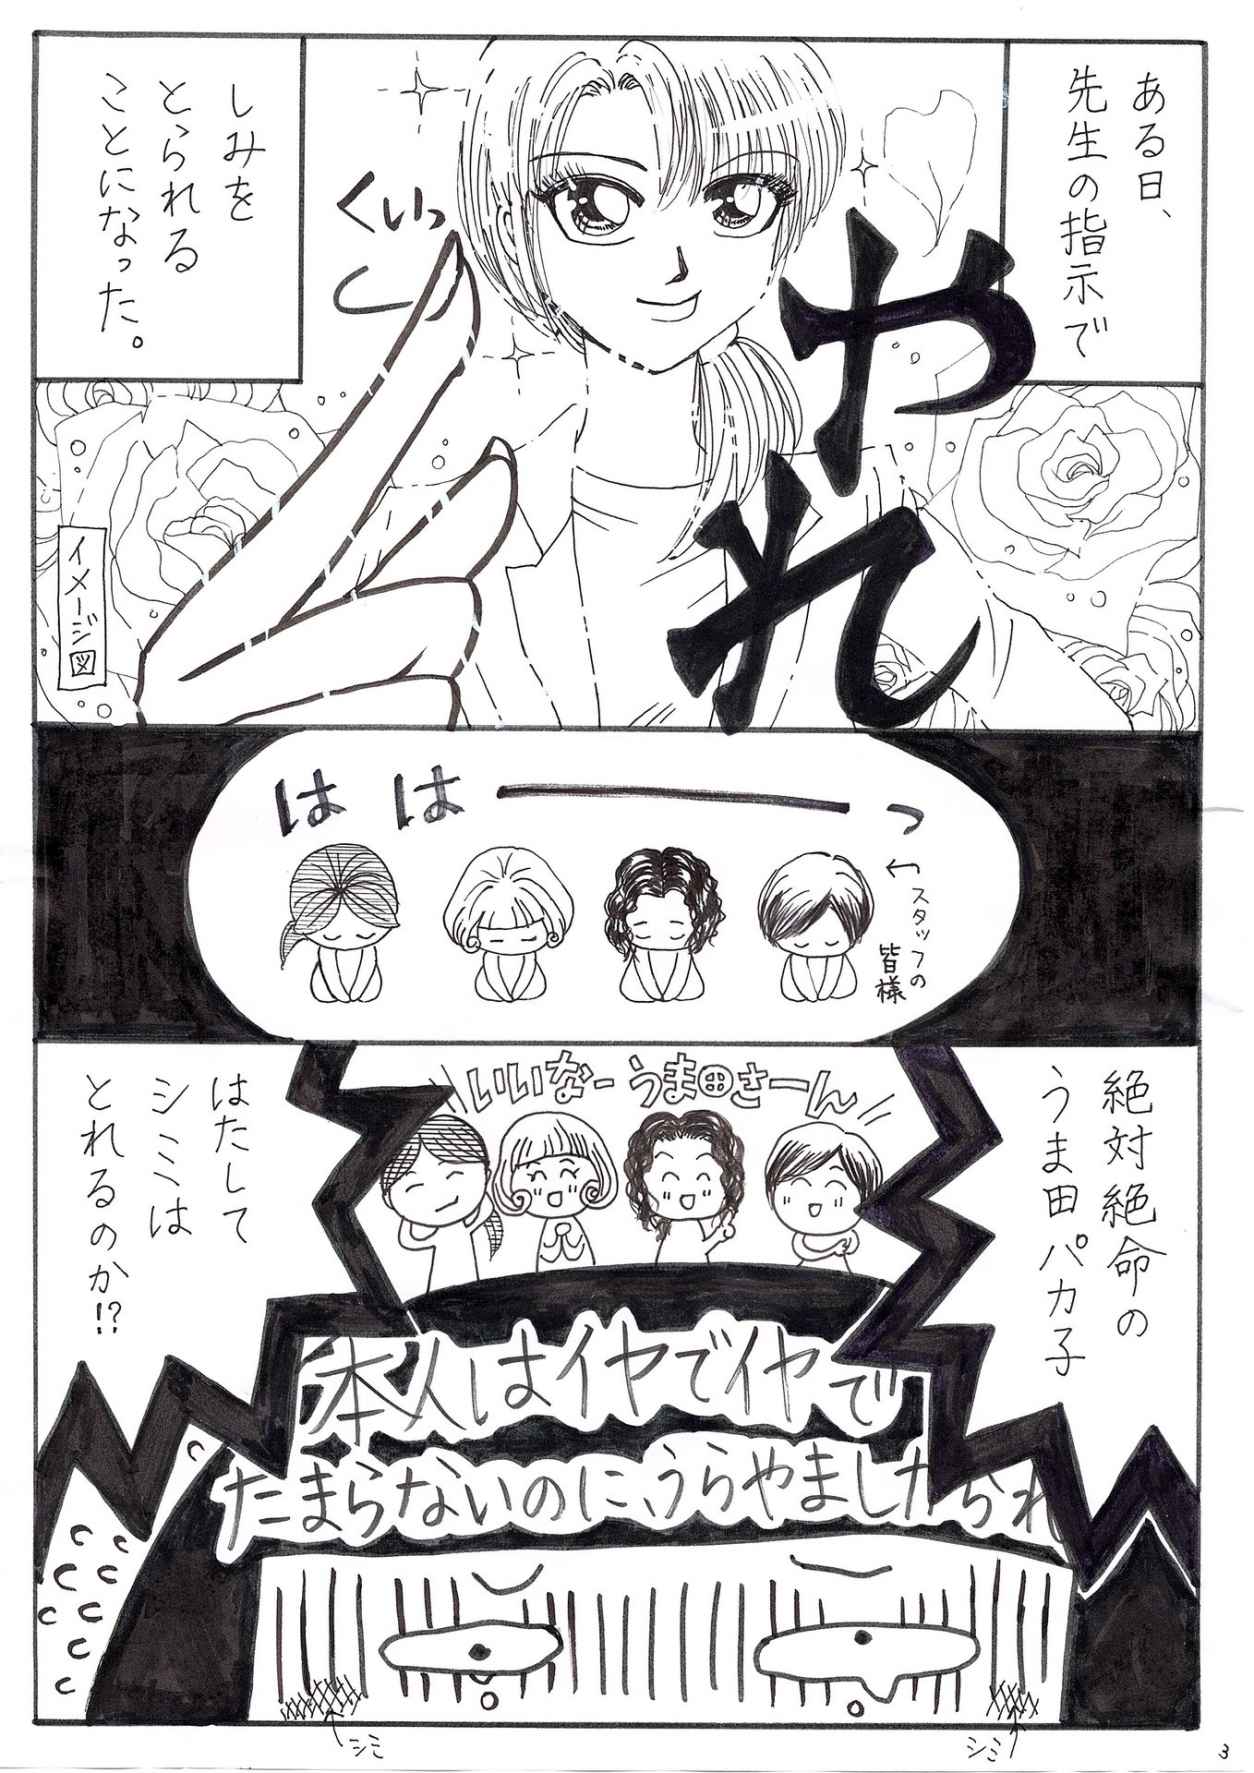 ある日、
先生の指示で
やれ
くいっ
しみを
とられる
ことになった。
イメージ図
ははーーっ
←スタッフの
皆様
絶対絶命の
うま田パカ子
いいなーうま田さーん
はたして
シミは
とれるのか!?
本人はイヤでイヤで
たまらないのに、うらやましがられ
シミ
シミ
3